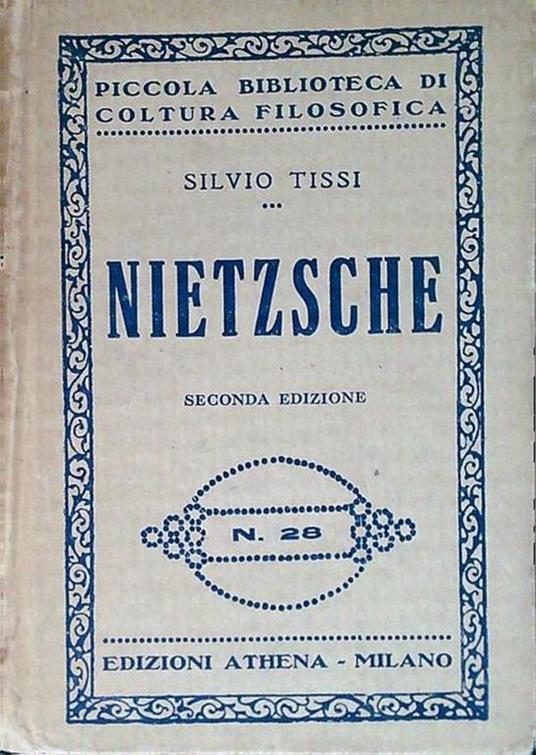 PICCOLA BIBLIOTECA DI
COLTURA FILOSOFICA
SILVIO TISSI
NIETZSCHE
SECONDA EDIZIONE
N. 28
EDIZIONI ATHENA - MILANO